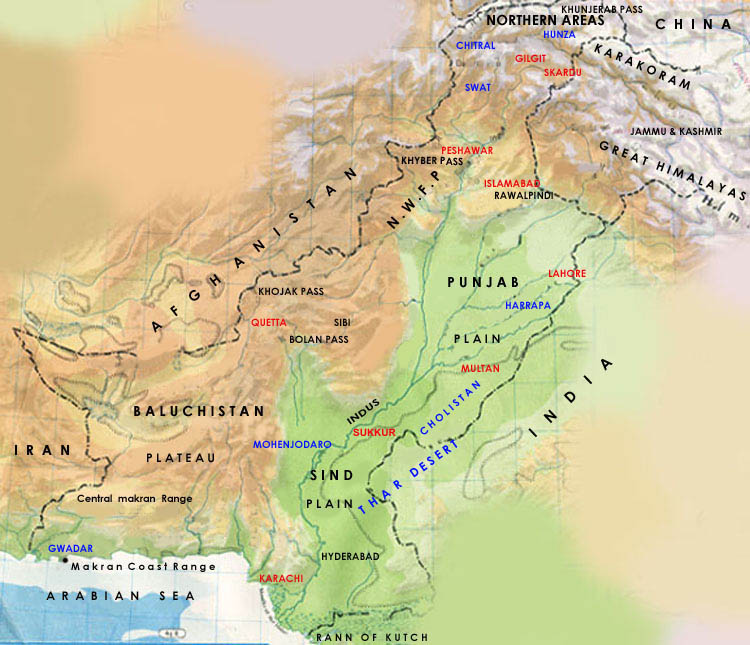 KHUNJERAB PASS
NORTHERN AREAS
CHINA
HUNZA
CHITRAL
GILGIT
SKARDU
KARAKORAM
SWAT
JAMMU & KASHMIR
PESHAWAR
KHYBER PASS
GREAT HIMALAYAS
ISLAMABAD
RAWALPINDI
N.W.F.P
AFGHANISTAN
LAHORE
PUNJAB
KHOJAK PASS
HARRAPA
QUETTA
SIBI
BOLAN PASS
PLAIN
MULTAN
INDIA
CHOLISTAN
BALUCHISTAN
INDUS
SUKKUR
MOHENJODARO
IRAN
PLATEAU
THAR DESERT
SIND
PLAIN
Central makran Range
GWADAR
HYDERABAD
Makran Coast Range
KARACHI
ARABIAN SEA
RANN OF KUTCH